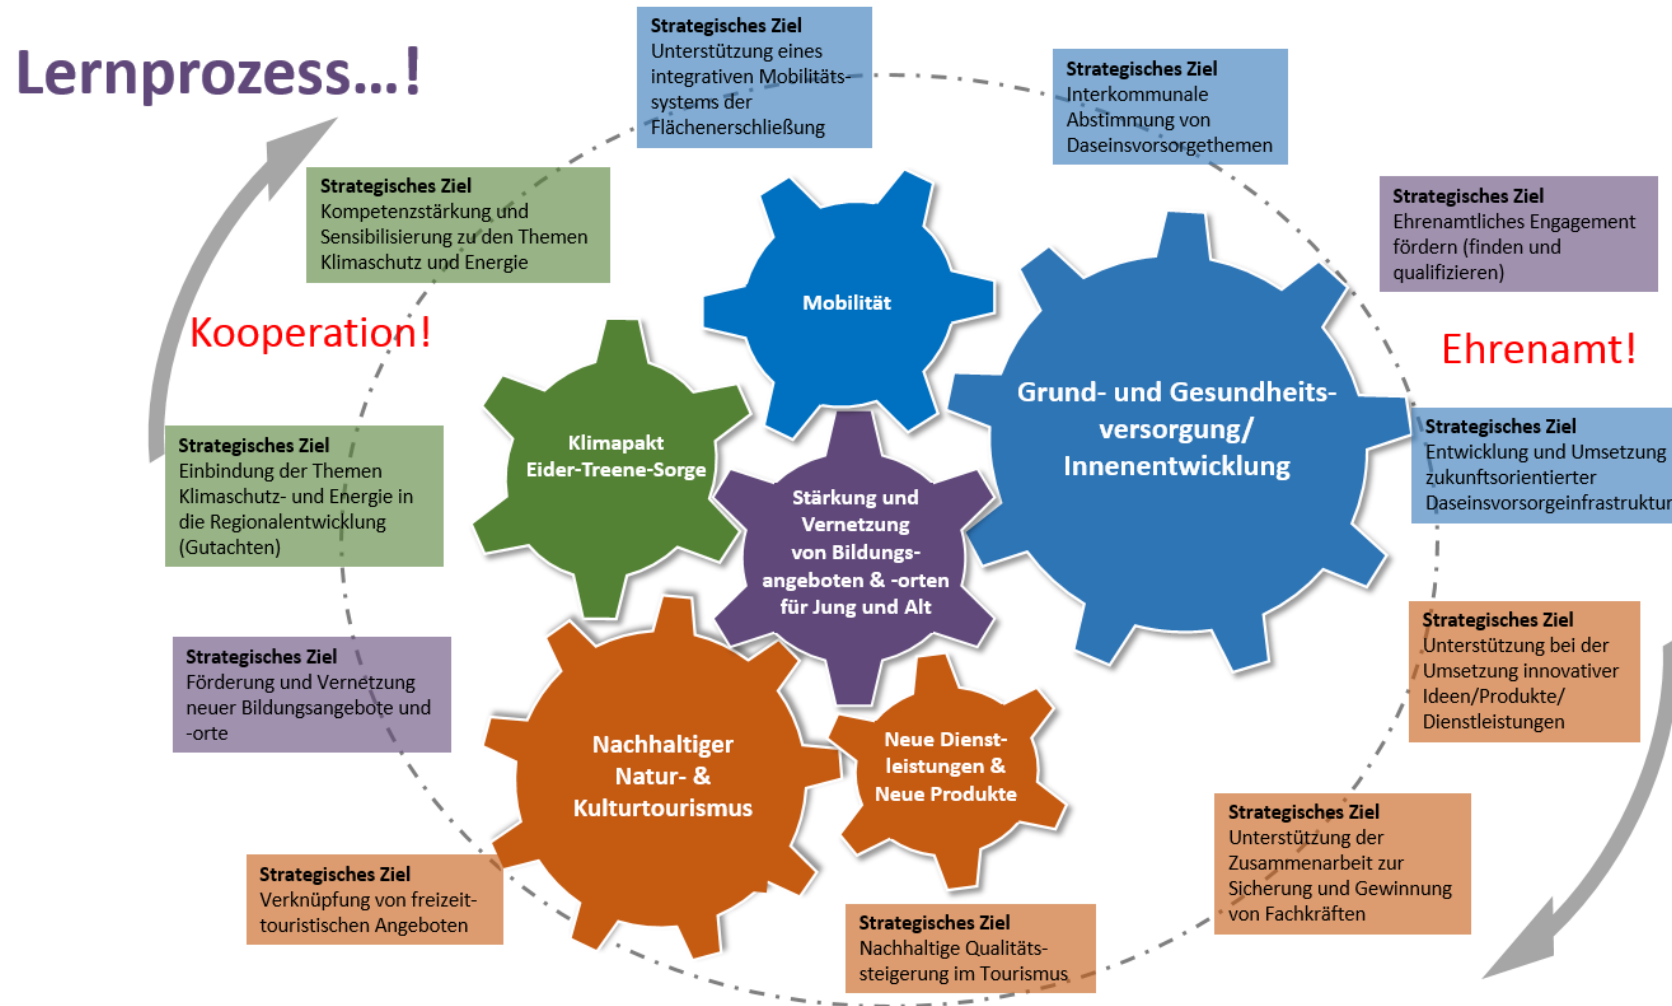 Lernprozess...!
Strategisches Ziel
Unterstützung eines
integrativen Mobilitäts-
systems der
Flächenerschließung
Strategisches Ziel
Interkommunale
Abstimmung von
Daseinsvorsorgethemen
Strategisches Ziel
Kompetenzstärkung und
Sensibilisierung zu den Themen
Klimaschutz und Energie
Strategisches Ziel
Ehrenamtliches Engagement
fördern (finden und
qualifizieren)
Kooperation!
Ehrenamt!
Mobilität
Grund- und Gesundheits-
versorgung/
Innenentwicklung
Klimapakt
Eider-Treene-Sorge
Strategisches Ziel
Einbindung der Themen
Klimaschutz- und Energie in
die Regionalentwicklung
(Gutachten)
Strategisches Ziel
Entwicklung und Umsetzung
zukunftsorientierter
Daseinsvorsorgeinfrastruktur
Stärkung und
Vernetzung
von Bildungs-
angeboten & -orten
für Jung und Alt
Strategisches Ziel
Förderung und Vernetzung
neuer Bildungsangebote und
-orte
Strategisches Ziel
Unterstützung bei der
Umsetzung innovativer
Ideen/Produkte/
Dienstleistungen
Nachhaltiger
Natur- &
Kulturtourismus
Neue Dienst-
leistungen &
Neue Produkte
Strategisches Ziel
Unterstützung der
Zusammenarbeit zur
Sicherung und Gewinnung
von Fachkräften
Strategisches Ziel
Verknüpfung von freizeit-
touristischen Angeboten
Strategisches Ziel
Nachhaltige Qualitäts-
steigerung im Tourismus